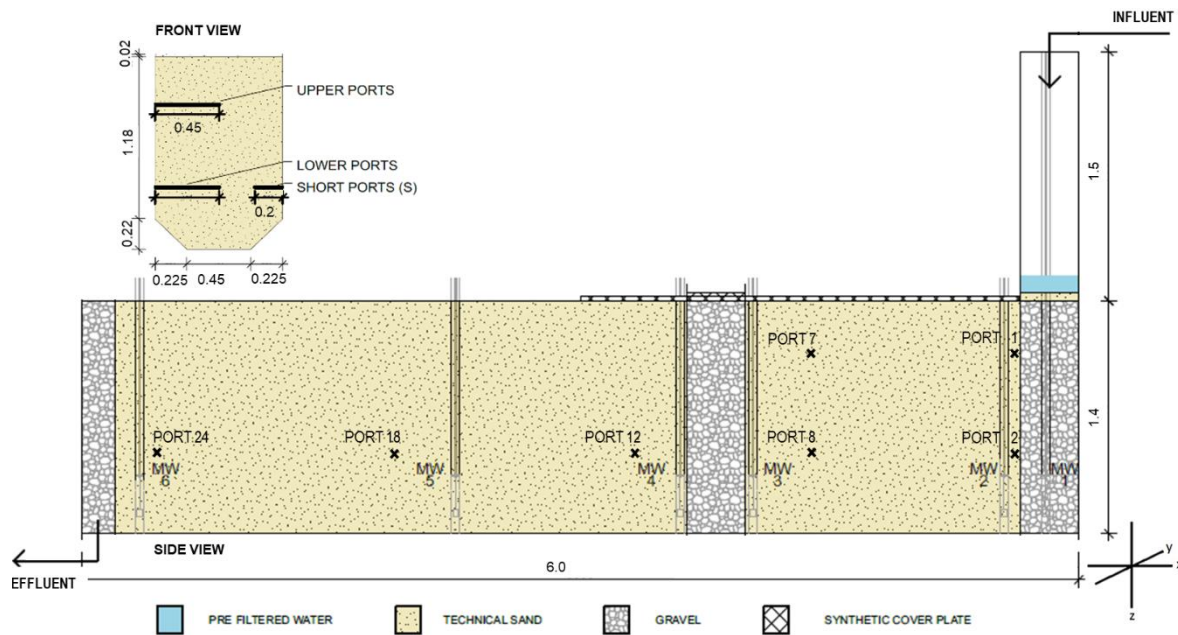 INFLUENT
FRONT VIEW
0.02
UPPER PORTS
0.45
1.18
LOWER PORTS
SHORT PORTS (S)
0.2
0.22
0.225 0.45 0.225
1.5
PORT 7
PORT 1
1.4
PORT 24
PORT 18
PORT 12
PORT 8
PORT 2
MW 6
MW 5
MW 4
MW 3
MW 2
MW 1
SIDE VIEW
EFFLUENT
6.0
y
x
z
PRE FILTERED WATER
TECHNICAL SAND
GRAVEL
SYNTHETIC COVER PLATE